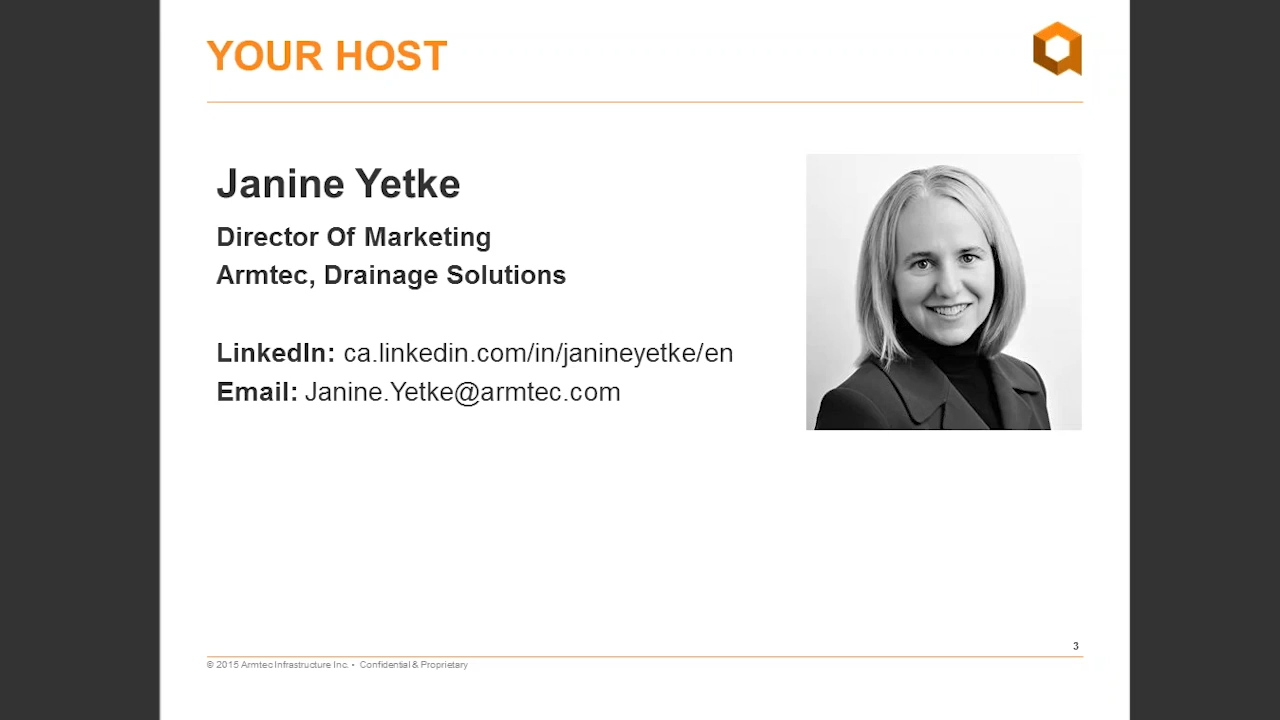 YOUR HOST
Janine Yetke
Director Of Marketing
Armtec, Drainage Solutions
LinkedIn: ca.linkedin.com/in/janineyetke/en
Email: Janine.Yetke@armtec.com
3
© 2015 Armtec Infrastructure Inc. • Confidential & Proprietary